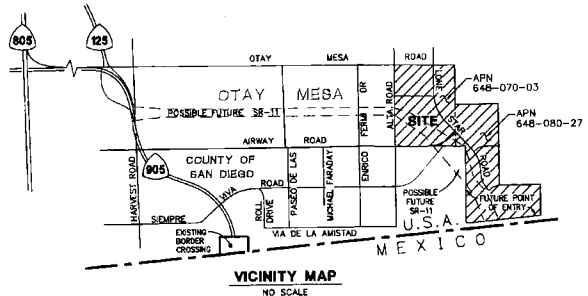 805
125
OTAY MESA ROAD
LONE STAR ROAD
APN
648-070-03
OTAY MESA
POSSIBLE FUTURE SR-11
ENRICO FERMI DR
ALTA ROAD
SITE
APN
648-080-27
AIRWAY ROAD
HARVEST ROAD
905
COUNTY OF
SAN DIEGO
SIEMPRE VIVA ROAD
ROLL
DRIVE
PASEO DE LAS
MICHAEL FARADAY
POSSIBLE
FUTURE
SR-11
FUTURE POINT
OF ENTRY
U.S.A.
EXISTING
BORDER
CROSSING
VIA DE LA AMISTAD
MEXICO
VICINITY MAP
NO SCALE